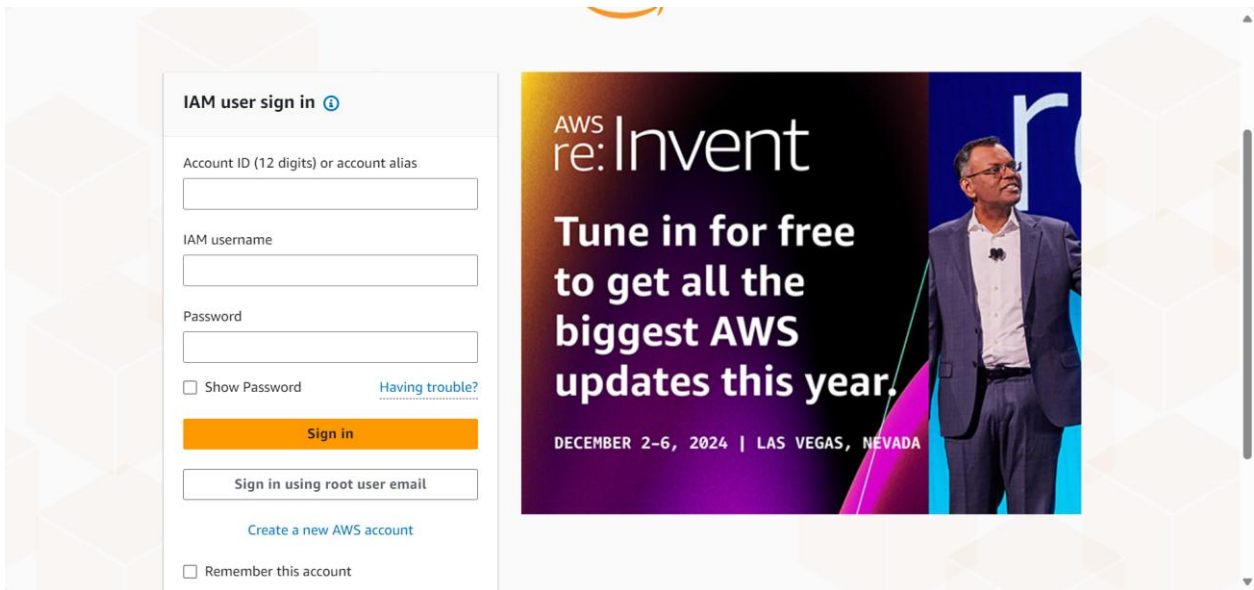 IAM user sign in
Account ID (12 digits) or account alias
IAM username
Password
Show Password
Having trouble?
Sign in
Sign in using root user email
Create a new AWS account
Remember this account
AWS
re:Invent
Tune in for free
to get all the
biggest AWS
updates this year.
DECEMBER 2–6, 2024 | LAS VEGAS, NEVADA